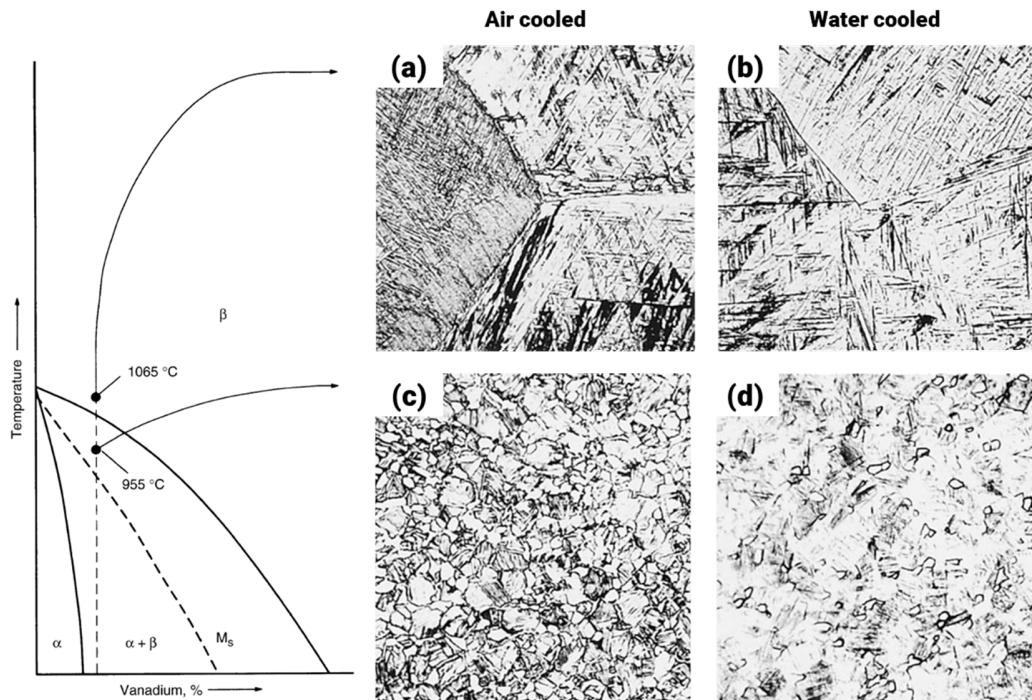 Air cooled
Water cooled
(a)
(b)
β
1065 °C
Temperature
(c)
(d)
955 °C
α
α + β
Ms
Vanadium, %